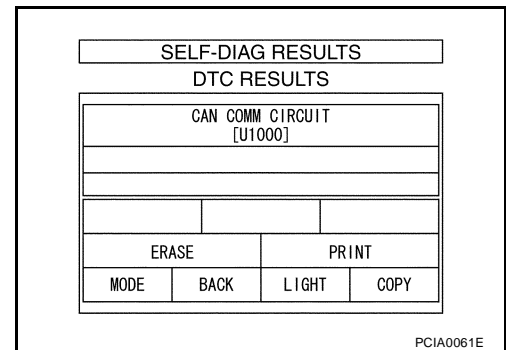 SELF-DIAG RESULTS
DTC RESULTS
CAN COMM CIRCUIT
[U1000]
ERASE PRINT
MODE BACK LIGHT COPY
PCIA0061E